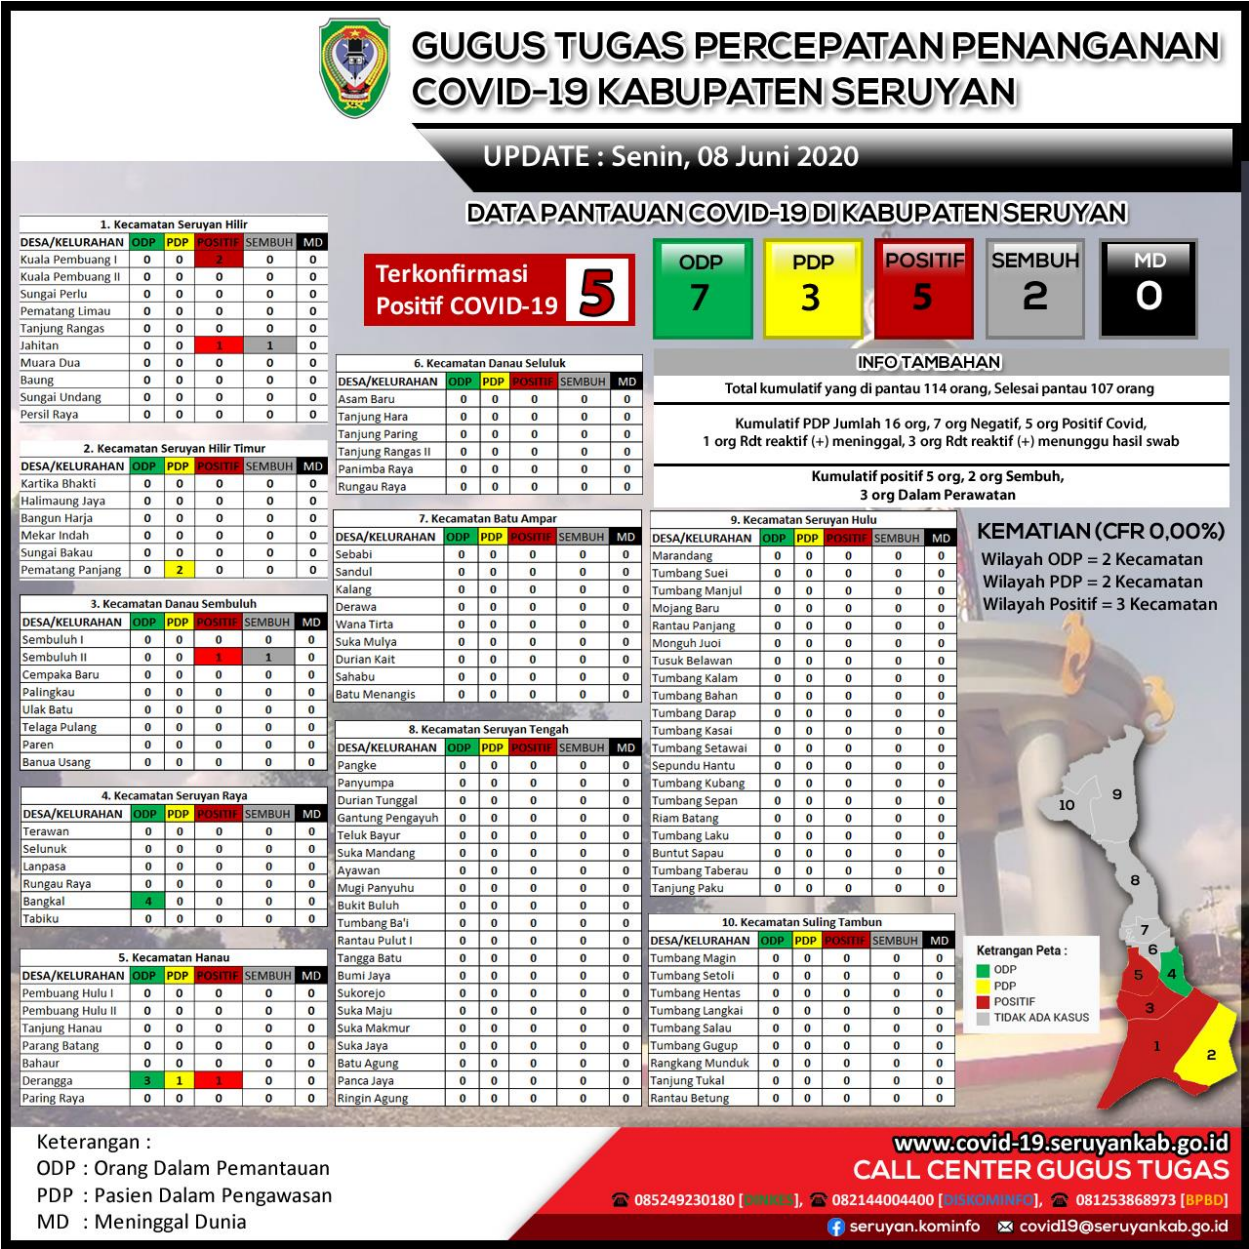 GUGUS TUGAS PERCEPATAN PENANGANAN
COVID-19 KABUPATEN SERUYAN
UPDATE : Senin, 08 Juni 2020
DATA PANTAUAN COVID-19 DI KABUPATEN SERUYAN
Terkonfirmasi
Positif COVID-19 5
ODP 7
PDP 3
POSITIF 5
SEMBUH 2
MD 0
INFO TAMBAHAN
Total kumulatif yang di pantau 114 orang, Selesai pantau 107 orang
Kumulatif PDP Jumlah 16 org, 7 org Negatif, 5 org Positif Covid,
1 org Rdt reaktif (+) meninggal, 3 org Rdt reaktif (+) menunggu hasil swab
Kumulatif positif 5 org, 2 org Sembuh,
3 org Dalam Perawatan
1. Kecamatan Seruyan Hilir
DESA/KELURAHAN ODP PDP POSITIF SEMBUH MD
Kuala Pembuang I 0 0 2 0 0
Kuala Pembuang II 0 0 0 0 0
Sungai Perlu 0 0 0 0 0
Pematang Limau 0 0 0 0 0
Tanjung Rangas 0 0 0 0 0
Jahitan 0 0 1 1 0
Muara Dua 0 0 0 0 0
Baung 0 0 0 0 0
Sungai Undang 0 0 0 0 0
Persil Raya 0 0 0 0 0
2. Kecamatan Seruyan Hilir Timur
DESA/KELURAHAN ODP PDP POSITIF SEMBUH MD
Kartika Bhakti 0 0 0 0 0
Halimaung Jaya 0 0 0 0 0
Bangun Harja 0 0 0 0 0
Mekar Indah 0 0 0 0 0
Sungai Bakau 0 0 0 0 0
Pematang Panjang 0 2 0 0 0
3. Kecamatan Danau Sembuluh
DESA/KELURAHAN ODP PDP POSITIF SEMBUH MD
Sembuluh I 0 0 0 0 0
Sembuluh II 0 0 1 1 0
Cempaka Baru 0 0 0 0 0
Palingkau 0 0 0 0 0
Ulak Batu 0 0 0 0 0
Telaga Pulang 0 0 0 0 0
Paren 0 0 0 0 0
Banua Usang 0 0 0 0 0
4. Kecamatan Seruyan Raya
DESA/KELURAHAN ODP PDP POSITIF SEMBUH MD
Terawan 0 0 0 0 0
Selunuk 0 0 0 0 0
Lanpasa 0 0 0 0 0
Rungau Raya 0 0 0 0 0
Bangkal 4 0 0 0 0
Tabiku 0 0 0 0 0
5. Kecamatan Hanau
DESA/KELURAHAN ODP PDP POSITIF SEMBUH MD
Pembuang Hulu I 0 0 0 0 0
Pembuang Hulu II 0 0 0 0 0
Tanjung Hanau 0 0 0 0 0
Parang Batang 0 0 0 0 0
Bahaur 0 0 0 0
Derangga 3 1 1 0 0
Paring Raya 0 0 0 0 0
6. Kecamatan Danau Seluluk
DESA/KELURAHAN ODP PDP POSITIF SEMBUH MD
Asam Baru 0 0 0 0 0
Tanjung Hara 0 0 0 0 0
Tanjung Paring 0 0 0 0 0
Tanjung Rangas II 0 0 0 0 0
Panimba Raya 0 0 0 0 0
Rungau Raya 0 0 0 0 0
7. Kecamatan Batu Ampar
DESA/KELURAHAN ODP PDP POSITIF SEMBUH MD
Sebabi 0 0 0 0 0
Sandul 0 0 0 0 0
Kalang 0 0 0 0 0
Derawa 0 0 0 0 0
Wana Tirta 0 0 0 0 0
Suka Mulya 0 0 0 0 0
Durian Kait 0 0 0 0 0
Sahabu 0 0 0 0 0
Batu Menangis 0 0 0 0 0
8. Kecamatan Seruyan Tengah
DESA/KELURAHAN ODP PDP POSITIF SEMBUH MD
Pangke 0 0 0 0 0
Panyumpa 0 0 0 0 0
Durian Tunggal 0 0 0 0 0
Gantung Pengayuh 0 0 0 0 0
Teluk Bayur 0 0 0 0 0
Suka Mandang 0 0 0 0 0
Ayawan 0 0 0 0 0
Mugi Panyuhu 0 0 0 0 0
Bukit Buluh 0 0 0 0 0
Tumbang Ba'i 0 0 0 0 0
Rantau Pulut I 0 0 0 0 0
Tangga Batu 0 0 0 0 0
Bumi Jaya 0 0 0 0 0
Sukorejo 0 0 0 0 0
Suka Maju 0 0 0 0 0
Suka Makmur 0 0 0 0 0
Suka Jaya 0 0 0 0 0
Batu Agung 0 0 0 0 0
Panca Jaya 0 0 0 0 0
Ringin Agung 0 0 0 0 0
9. Kecamatan Seruyan Hulu
DESA/KELURAHAN ODP PDP POSITIF SEMBUH MD
Marandang 0 0 0 0 0
Tumbang Suei 0 0 0 0 0
Tumbang Manjul 0 0 0 0 0
Mojang Baru 0 0 0 0 0
Rantau Panjang 0 0 0 0 0
Monguh Juoi 0 0 0 0 0
Tusuk Belawan 0 0 0 0 0
Tumbang Kalam 0 0 0 0 0
Tumbang Bahan 0 0 0 0 0
Tumbang Darap 0 0 0 0 0
Tumbang Kasai 0 0 0 0 0
Tumbang Setawai 0 0 0 0 0
Sepundu Hantu 0 0 0 0 0
Tumbang Kubang 0 0 0 0 0
Tumbang Sepan 0 0 0 0 0
Riam Batang 0 0 0 0 0
Tumbang Laku 0 0 0 0 0
Buntut Sapau 0 0 0 0 0
Tumbang Taberau 0 0 0 0 0
Tanjung Paku 0 0 0 0 0
10. Kecamatan Suling Tambun
DESA/KELURAHAN ODP PDP POSITIF SEMBUH MD
Tumbang Magin 0 0 0 0 0
Tumbang Setoli 0 0 0 0 0
Tumbang Hentas 0 0 0 0 0
Tumbang Langkai 0 0 0 0 0
Tumbang Salau 0 0 0 0 0
Tumbang Gugup 0 0 0 0 0
Rangkang Munduk 0 0 0 0 0
Tanjung Tukal 0 0 0 0 0
Rantau Betung 0 0 0 0 0
KEMATIAN (CFR 0,00%)
Wilayah ODP = 2 Kecamatan
Wilayah PDP = 2 Kecamatan
Wilayah Positif = 3 Kecamatan
10
9
8
7
6
5
4
3
1
2
Ketrangan Peta :
ODP
PDP
POSITIF
TIDAK ADA KASUS
Keterangan :
ODP : Orang Dalam Pemantauan
PDP : Pasien Dalam Pengawasan
MD : Meninggal Dunia
www.covid-19.seruyankab.go.id
CALL CENTER GUGUS TUGAS
085249230180 [DINKES], 082144004400 [DISKOMINFO], 081253868973 [BPBD]
seruyan.kominfo covid19@seruyankab.go.id